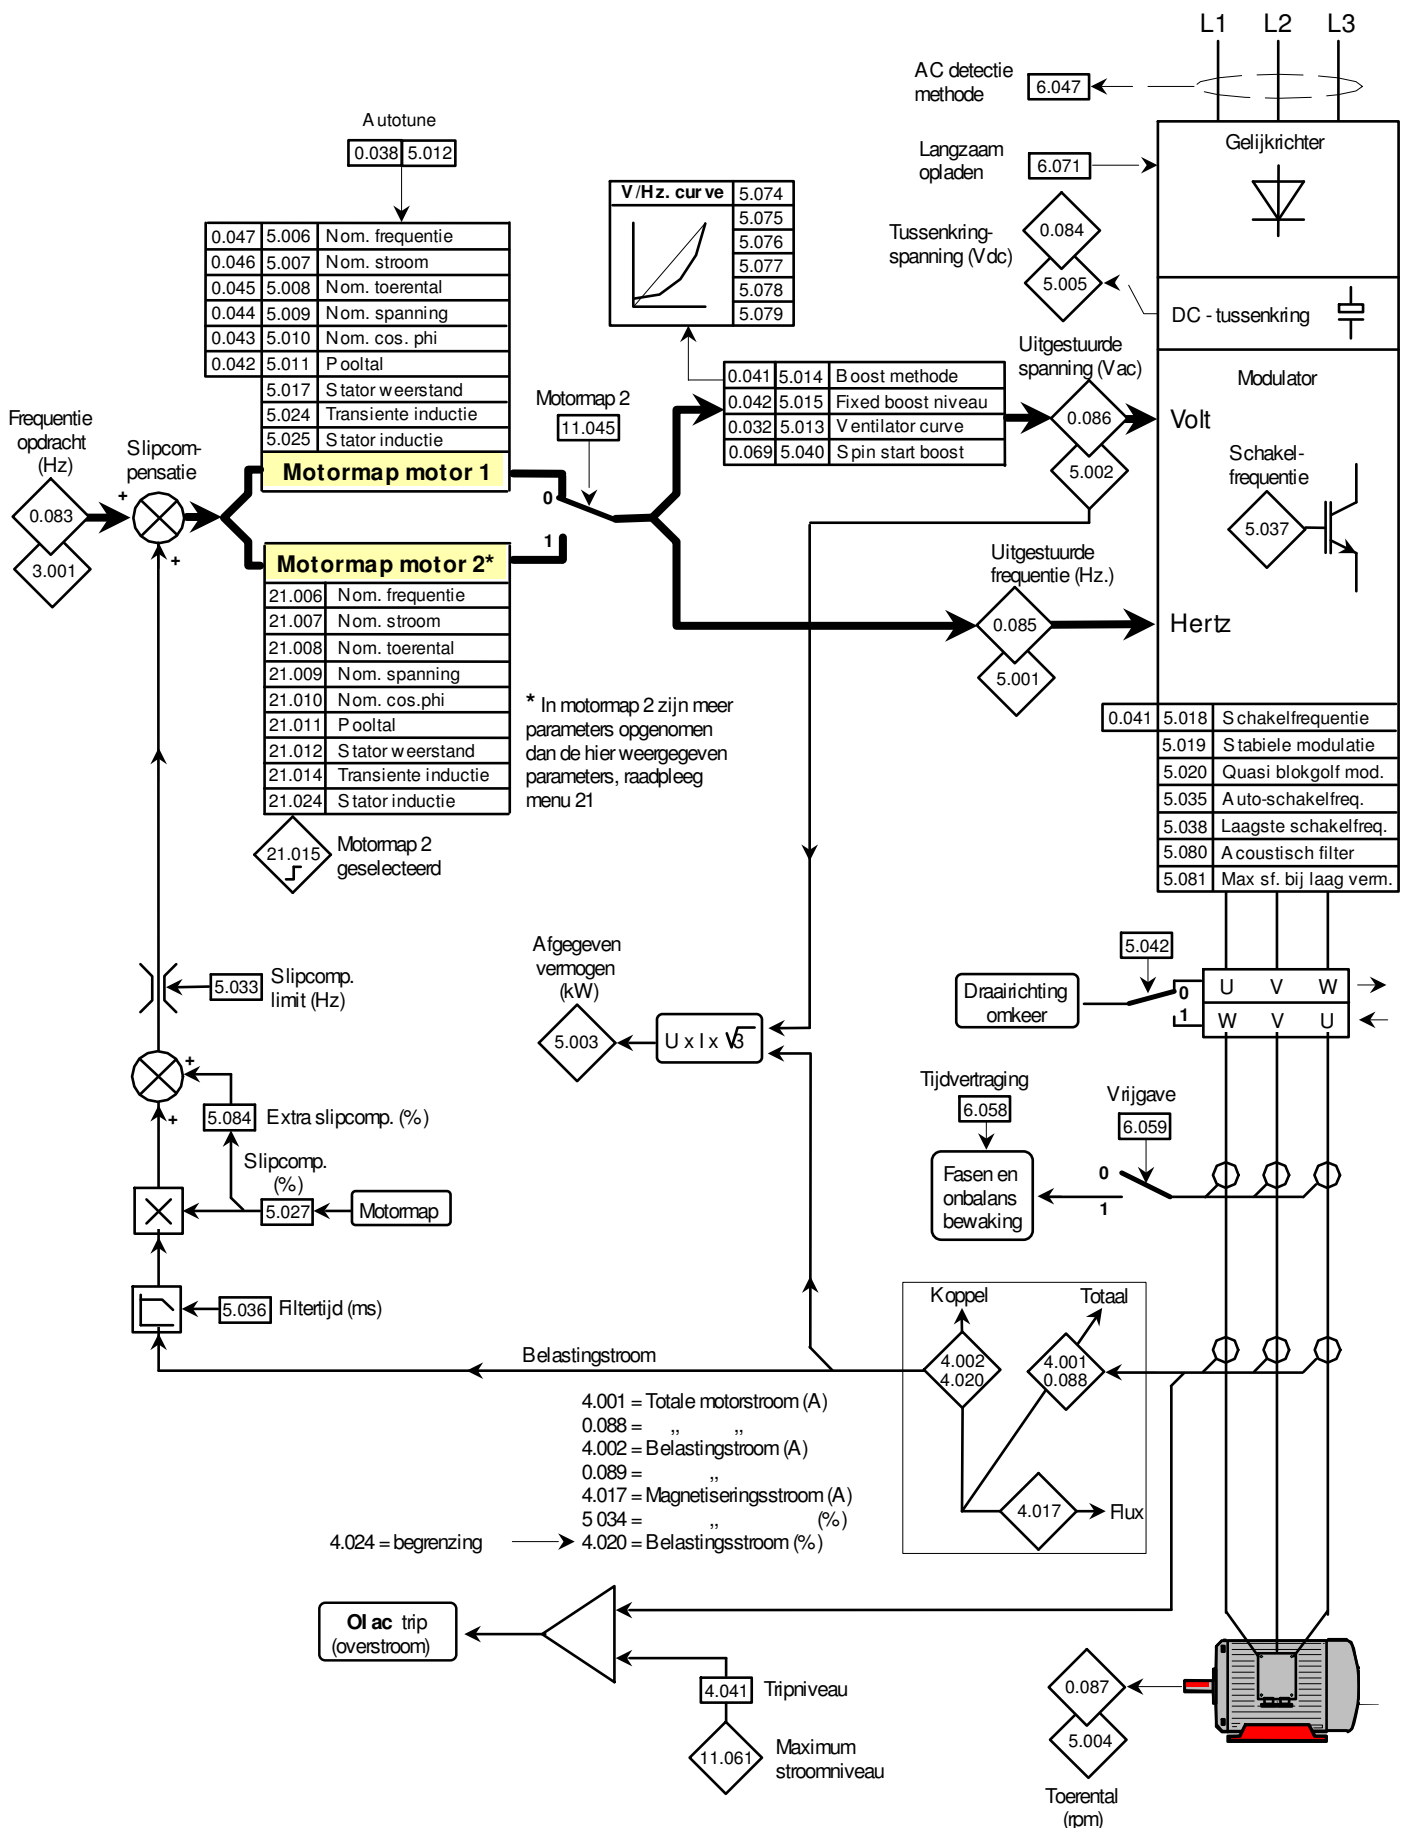 L1 L2 L3
AC detectie
methode
6.047
Gelijkrichter
Langzaam
opladen
6.071
Tussenkring-
spanning (Vdc)
0.084
5.005
DC - tussenkring
Autotune
0.038 5.012
0.047 5.006 Nom. frequentie
0.046 5.007 Nom. stroom
0.045 5.008 Nom. toerental
0.044 5.009 Nom. spanning
0.043 5.010 Nom. cos. phi
0.042 5.011 Pooltal
5.017 Stator weerstand
5.024 Transiente inductie
5.025 Stator inductie
Motormap motor 1
V/Hz. curve 5.074
5.075
5.076
5.077
5.078
5.079
0.041 5.014 Boost methode
0.042 5.015 Fixed boost niveau
0.032 5.013 Ventilator curve
0.069 5.040 Spin start boost
Uitgestuurde
spanning (Vac)
0.086
5.002
Modulator
Volt
Schakel-
frequentie
5.037
Hertz
Frequentie
opdracht
(Hz)
0.083
3.001
+
Slipcom-
pensatie
+
Motormap 2
11.045
0
1
Motormap motor 2*
21.006 Nom. frequentie
21.007 Nom. stroom
21.008 Nom. toerental
21.009 Nom. spanning
21.010 Nom. cos.phi
21.011 Pooltal
21.012 Stator weerstand
21.014 Transiente inductie
21.024 Stator inductie
21.015
Motormap 2
geselecteerd
* In motormap 2 zijn meer
parameters opgenomen
dan de hier weergegeven
parameters, raadpleeg
menu 21
Uitgestuurde
frequentie (Hz.)
0.085
5.001
0.041 5.018 Schakelfrequentie
5.019 Stabiele modulatie
5.020 Quasi blokgolf mod.
5.035 Auto-schakelfreq.
5.038 Laagste schakelfreq.
5.080 Acoustisch filter
5.081 Max sf. bij laag verm.
5.033
Slipcomp.
limit (Hz)
Afgegeven
vermogen
(kW)
5.003
U x I x √3
5.042
Draairichting
omkeer
0
1
U V W
W V U
+
+
5.084 Extra slipcomp. (%)
Slipcomp.
(%)
5.027
Motormap
5.036 Filtertijd (ms)
Tijdvertraging
6.058
Fasen en
onbalans
bewaking
Vrijgave
6.059
0
1
Belastingstroom
Koppel
4.002
4.020
Totaal
4.001
0.088
4.017
Flux
4.001 = Totale motorstroom (A)
0.088 = ,, ,,
4.002 = Belastingstroom (A)
0.089 = ,,
4.017 = Magnetiseringsstroom (A)
5 034 = ,, (%)
4.024 = begrenzing
4.020 = Belastingsstroom (%)
OI ac trip
(overstroom)
4.041 Tripniveau
11.061
Maximum
stroomniveau
0.087
5.004
Toerental
(rpm)